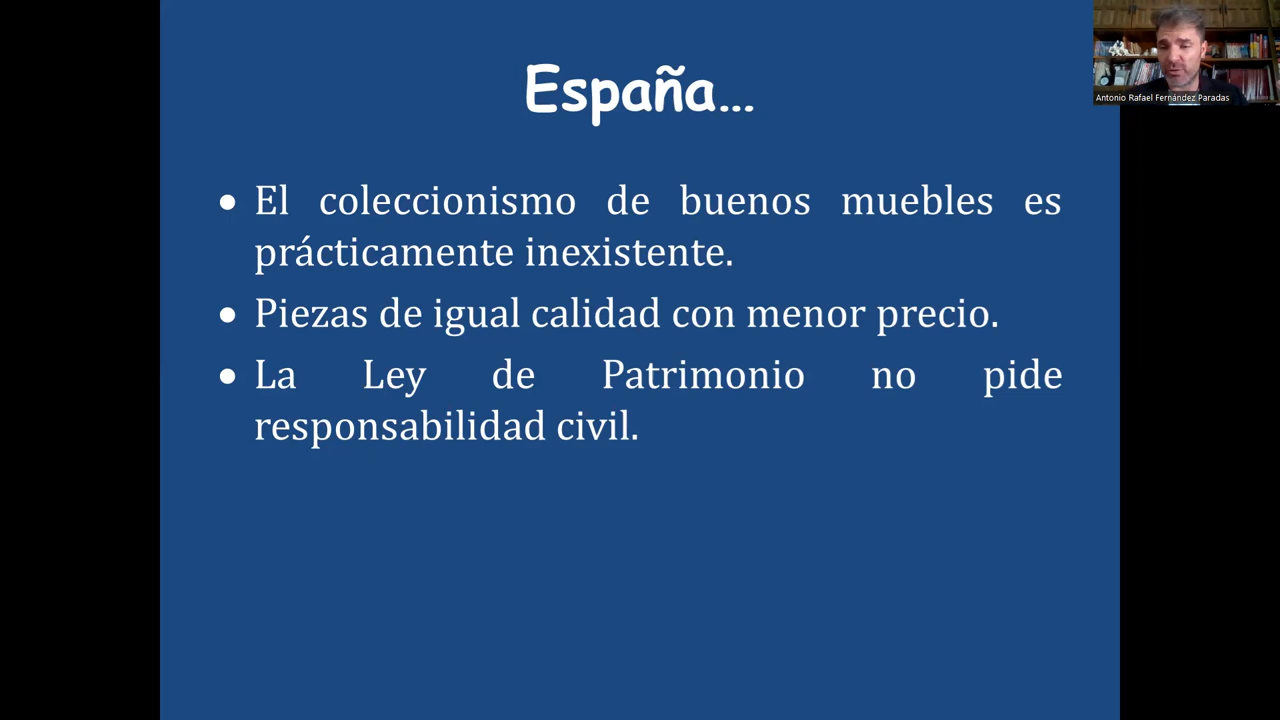 España...
Antonio Rafael Fernández Paradas
• El coleccionismo de buenos muebles es
prácticamente inexistente.
• Piezas de igual calidad con menor precio.
• La Ley de Patrimonio no pide
responsabilidad civil.